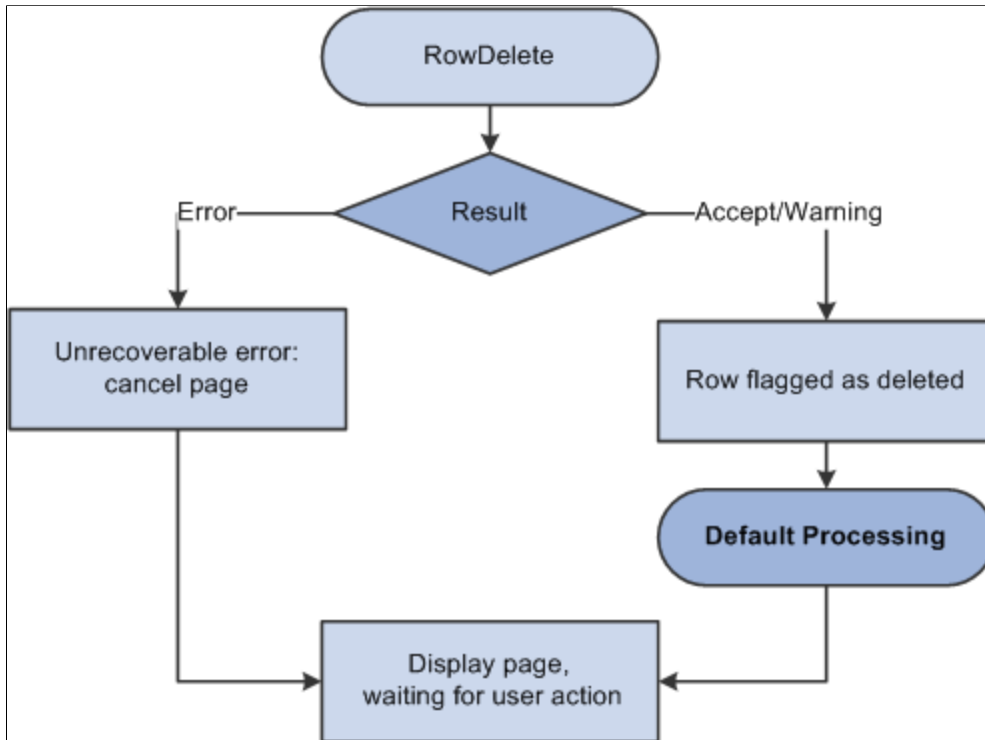 RowDelete
Error
Result
Accept/Warning
Unrecoverable error:
cancel page
Row flagged as deleted
Default Processing
Display page,
waiting for user action